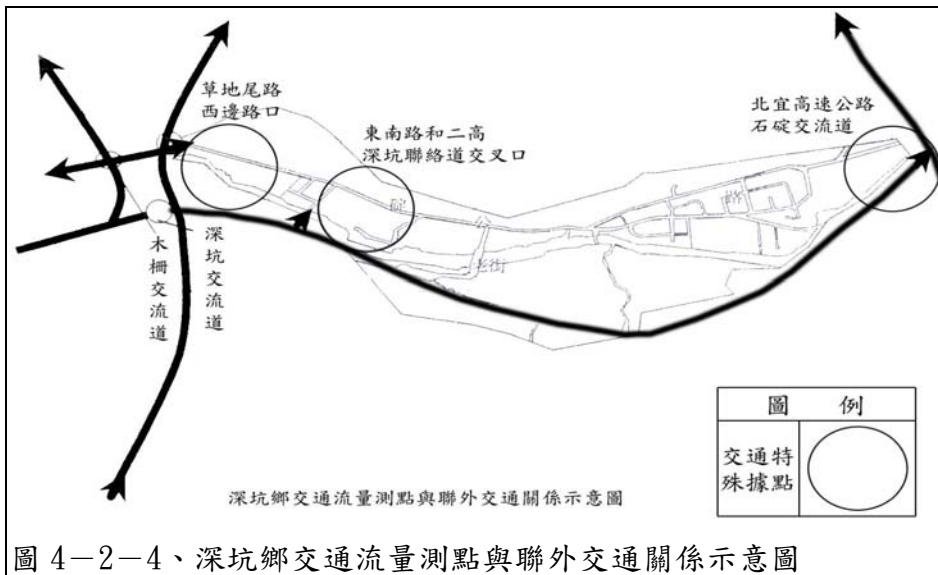 草地尾路
西邊路口
東南路和二高
深坑聯絡道交叉口
北宜高速公路
石碇交流道
木柵交流道
深坑交流道
老街
圖 例
交通特
殊據點
深坑鄉交通流量測點與聯外交通關係示意圖
圖 4－2－4、深坑鄉交通流量測點與聯外交通關係示意圖